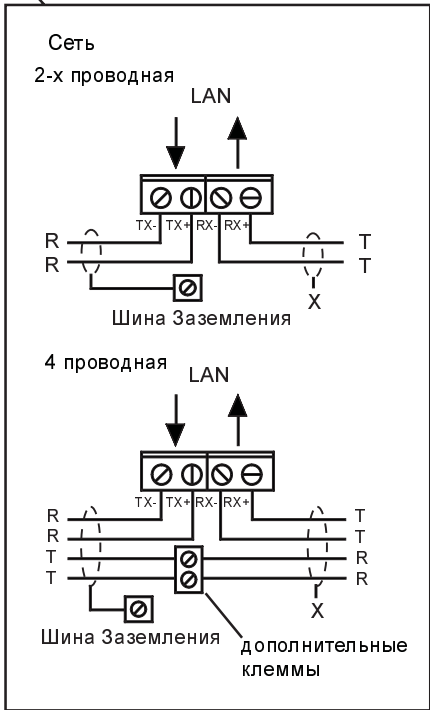 Сеть
2-х проводная
LAN
TX- TX+ RX- RX+
R T
R T
X
Шина Заземления
4 проводная
LAN
TX- TX+ RX- RX+
R T
R T
T R
T R
X
Шина Заземления
дополнительные
клеммы